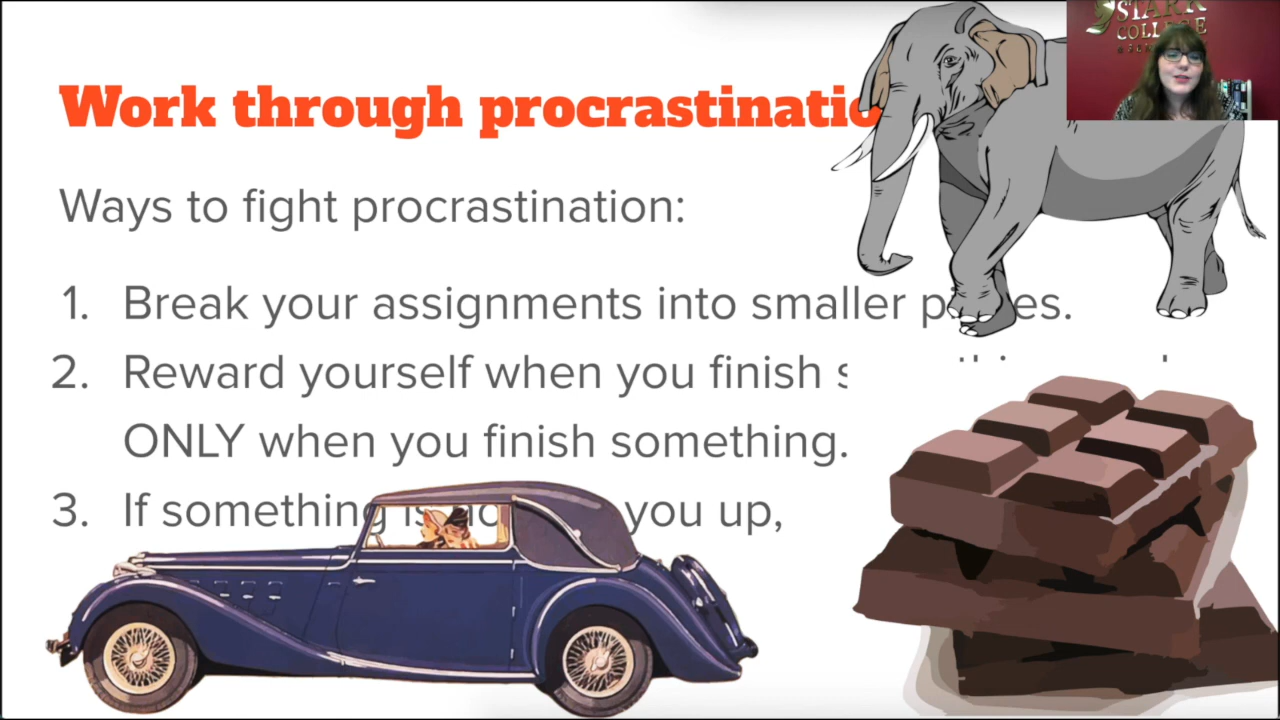 STARK
COLLEGE
Work through procrastinatio
Ways to fight procrastination:
1. Break your assignments into smaller
2. Reward yourself when you finish
ONLY when you finish something.
3. If something you up,